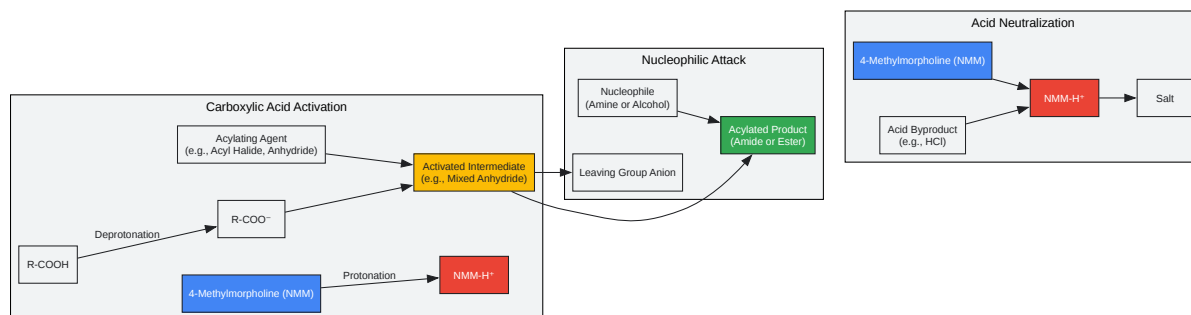 Carboxylic Acid Activation
Acylating Agent
(e.g., Acyl Halide, Anhydride)
Activated Intermediate
(e.g., Mixed Anhydride)
R-COO⁻
Deprotonation
R-COOH
4-Methylmorpholine (NMM)
Protonation
NMM-H⁺
Nucleophilic Attack
Nucleophile
(Amine or Alcohol)
Acylated Product
(Amide or Ester)
Leaving Group Anion
Acid Neutralization
4-Methylmorpholine (NMM)
NMM-H⁺
Salt
Acid Byproduct
(e.g., HCl)